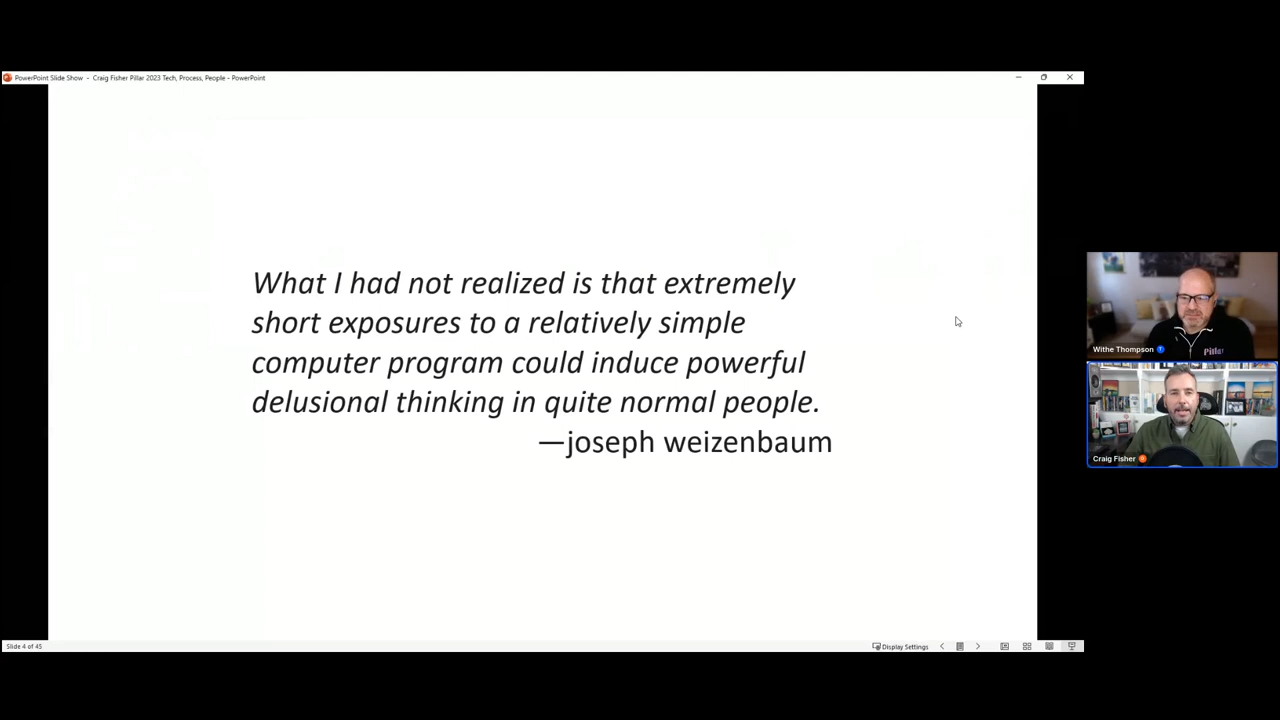 PowerPoint Slide Show - Craig Fisher Pillar 2023 Tech, Process, People - PowerPoint
What I had not realized is that extremely
short exposures to a relatively simple
computer program could induce powerful
delusional thinking in quite normal people.
—joseph weizenbaum
Withe Thompson
Pillar
Craig Fisher
Slide 4 of 45
Display Settings